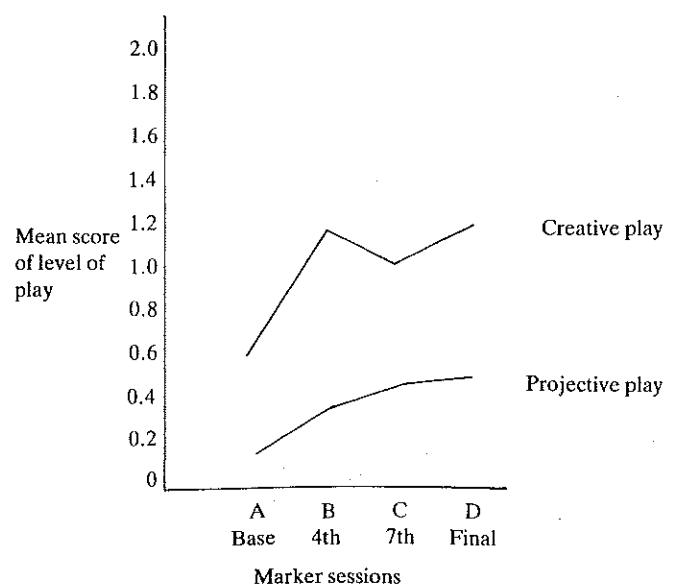 2.0
1.8
1.6
1.4
1.2
1.0
0.8
0.6
0.4
0.2
0
Mean score
of level of
play
Creative play
Projective play
A B C D
Base 4th 7th Final
Marker sessions